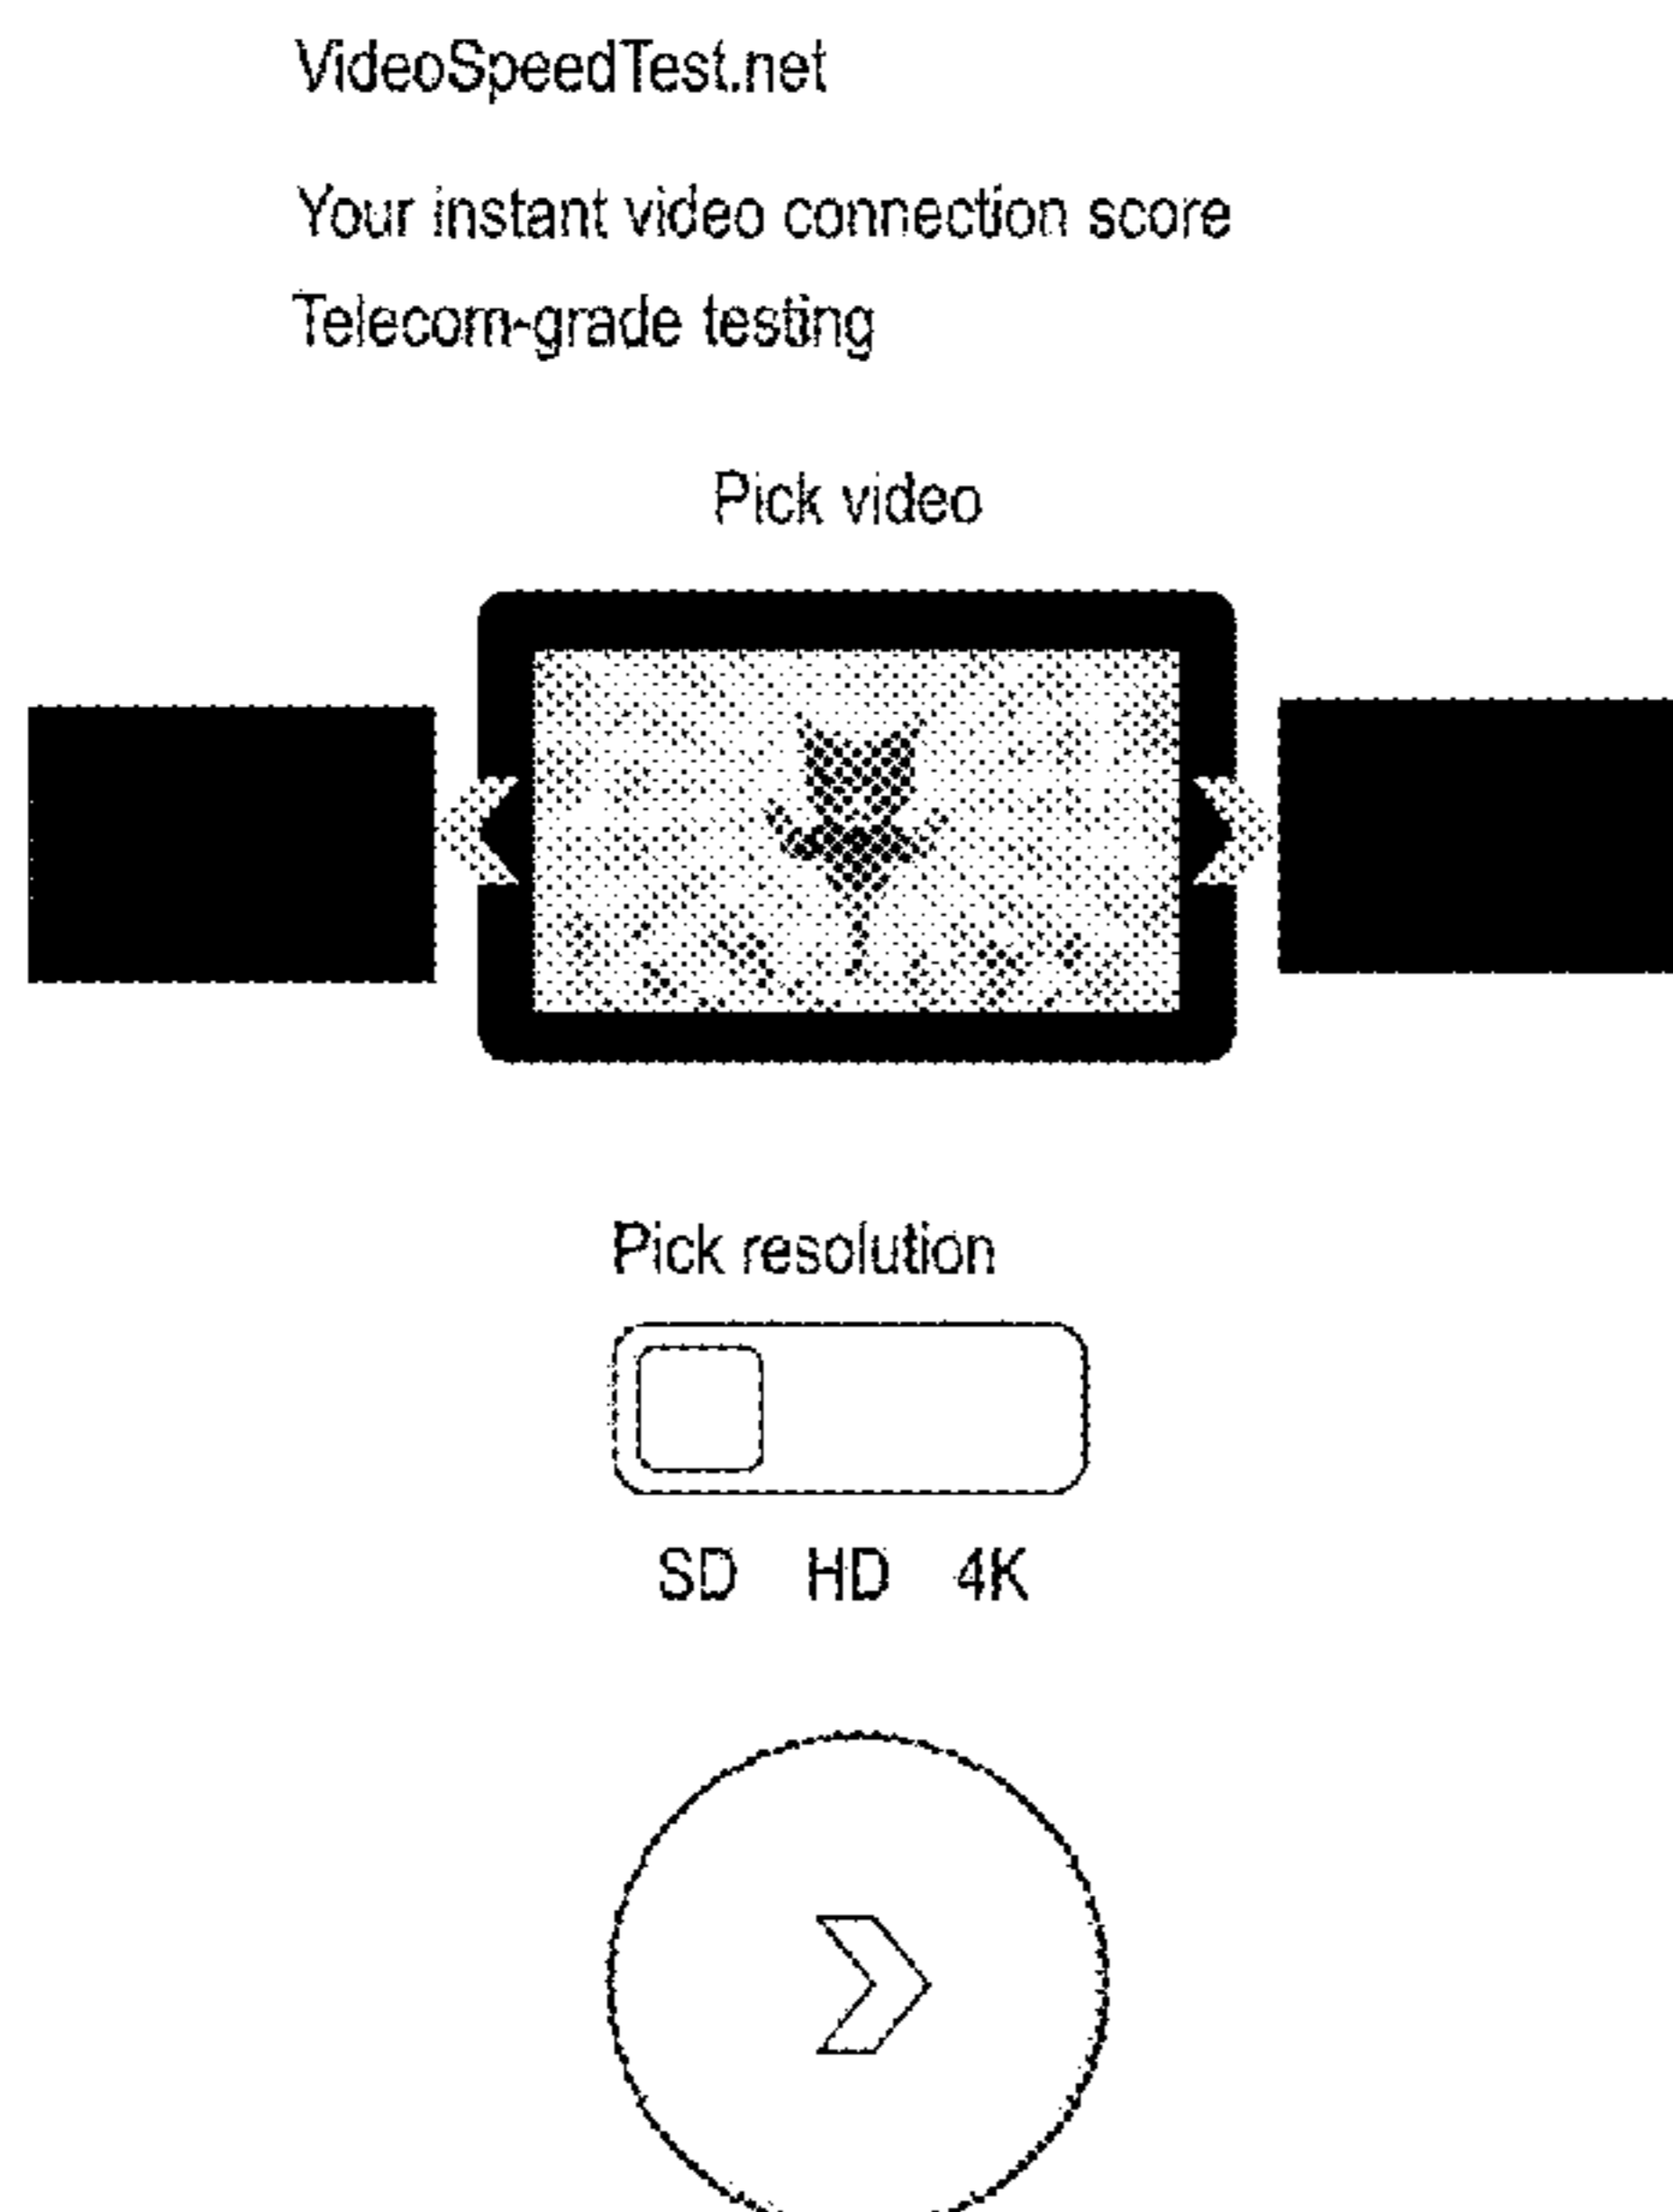 VideoSpeedTest.net
Your instant video connection score
Telecom-grade testing
Pick video
Pick resolution
SD HD 4K